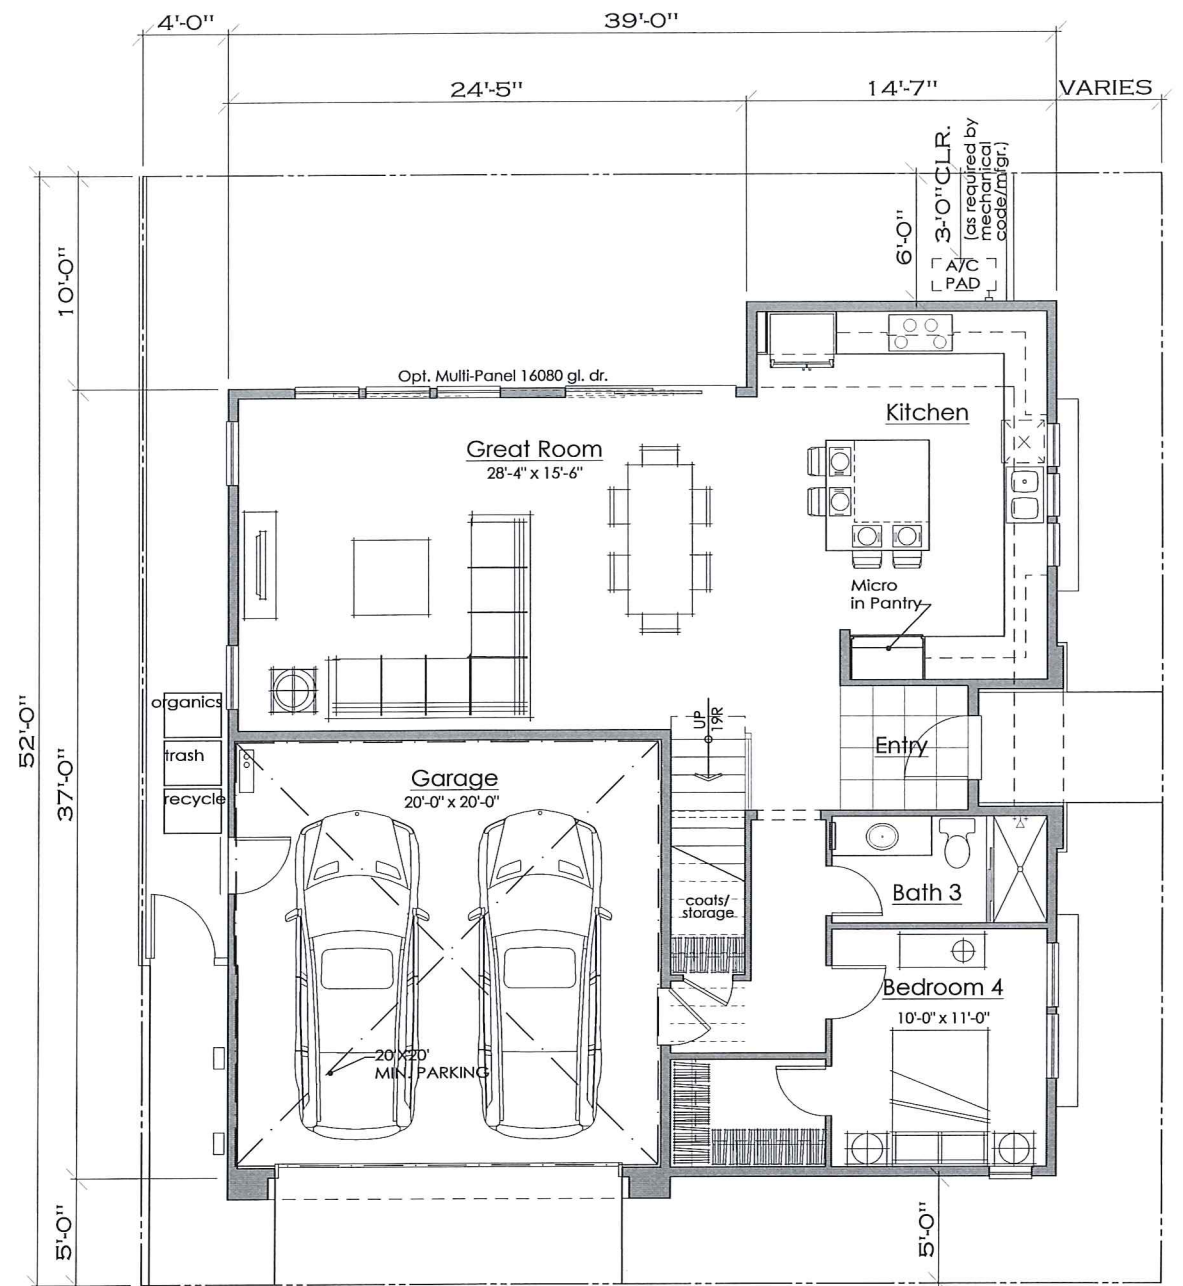 4'-0"
39'-0"
24'-5"
14'-7"
VARIES
10'-0"
6'-0"
3'-0" CLR.
(as required by
mechanical
code/mfgr.)
A/C
PAD
Opt. Multi-Panel 16080 gl. dr.
Kitchen
Great Room
28'-4" x 15'-6"
Micro
in Pantry
organics
trash
recycle
52'-0"
37'-0"
UP
19R
Entry
Garage
20'-0" x 20'-0"
coats/
storage
Bath 3
Bedroom 4
10'-0" x 11'-0"
20'X20'
MIN. PARKING
5'-0"
5'-0"